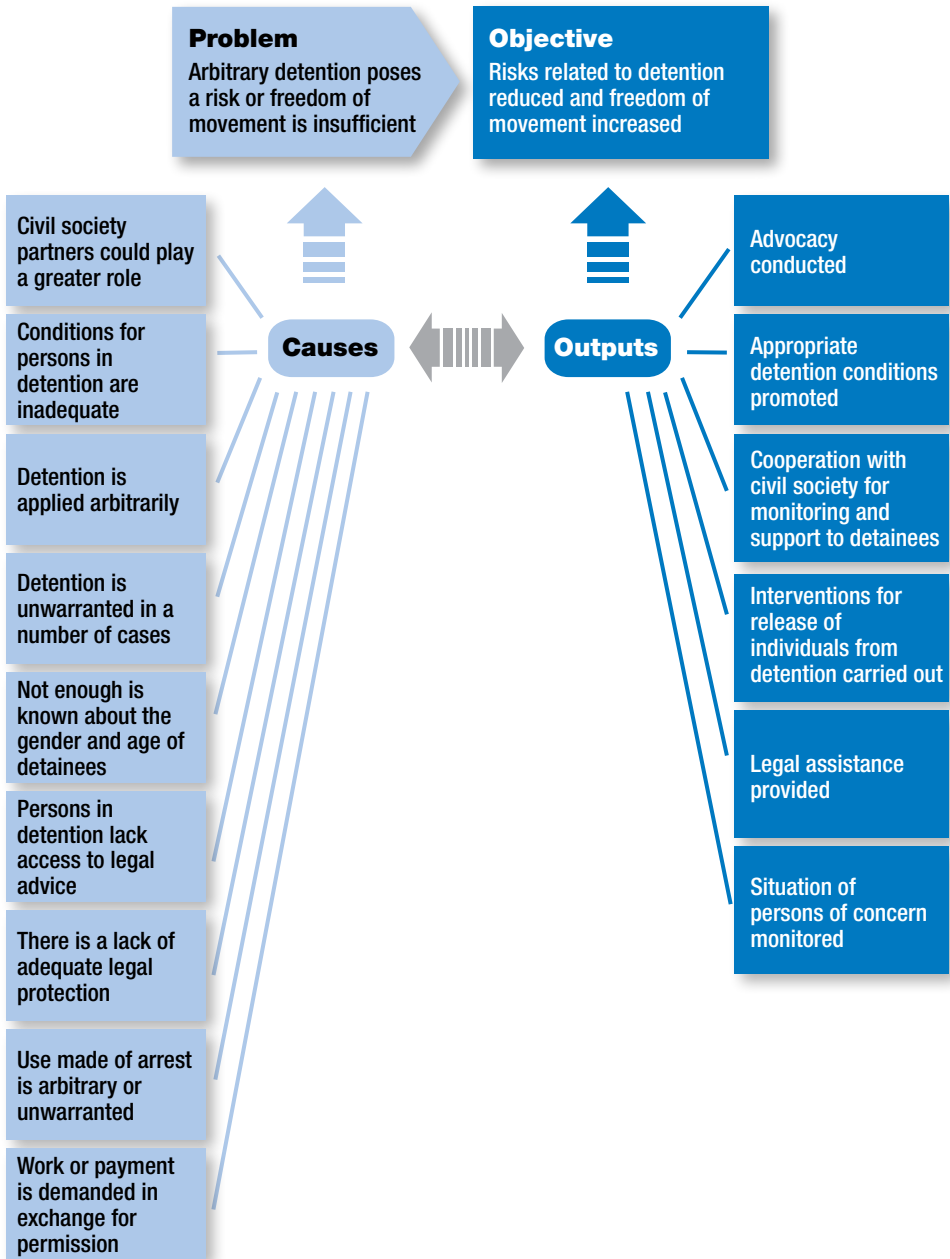 Problem
Arbitrary detention poses
a risk or freedom of
movement is insufficient
Objective
Risks related to detention
reduced and freedom of
movement increased
Civil society
partners could play
a greater role
Conditions for
persons in
detention are
inadequate
Detention is
applied arbitrarily
Detention is
unwarranted in a
number of cases
Not enough is
known about the
gender and age of
detainees
Persons in
detention lack
access to legal
advice
There is a lack of
adequate legal
protection
Use made of arrest
is arbitrary or
unwarranted
Work or payment
is demanded in
exchange for
permission
Causes
Outputs
Advocacy
conducted
Appropriate
detention conditions
promoted
Cooperation with
civil society for
monitoring and
support to detainees
Interventions for
release of
individuals from
detention carried out
Legal assistance
provided
Situation of
persons of concern
monitored